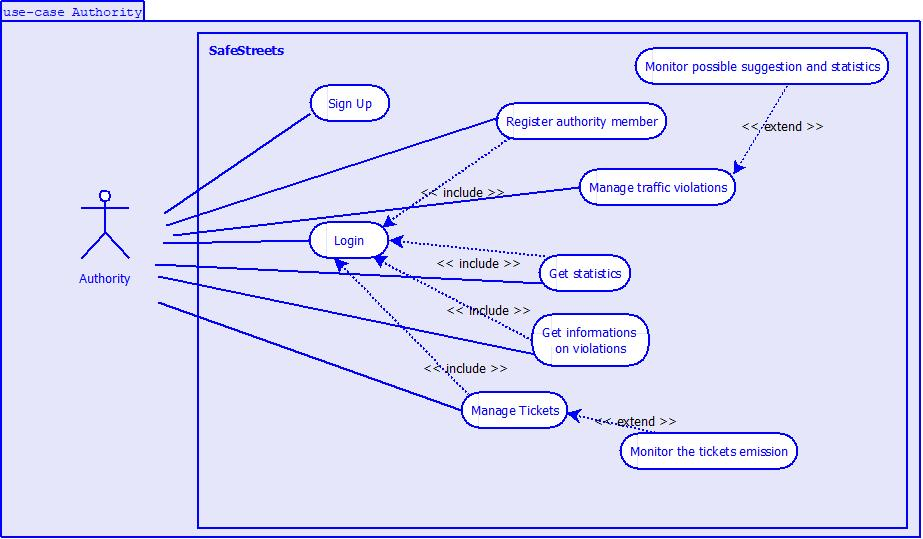 use-case Authority
SafeStreets
Monitor possible suggestion and statistics
Sign Up
Register authority member
<< extend >>
Manage traffic violations
<< include >>
Login
<< include >>
Get statistics
Authority
<< include >>
Get informations
on violations
<< include >>
Manage Tickets
<< extend >>
Monitor the tickets emission